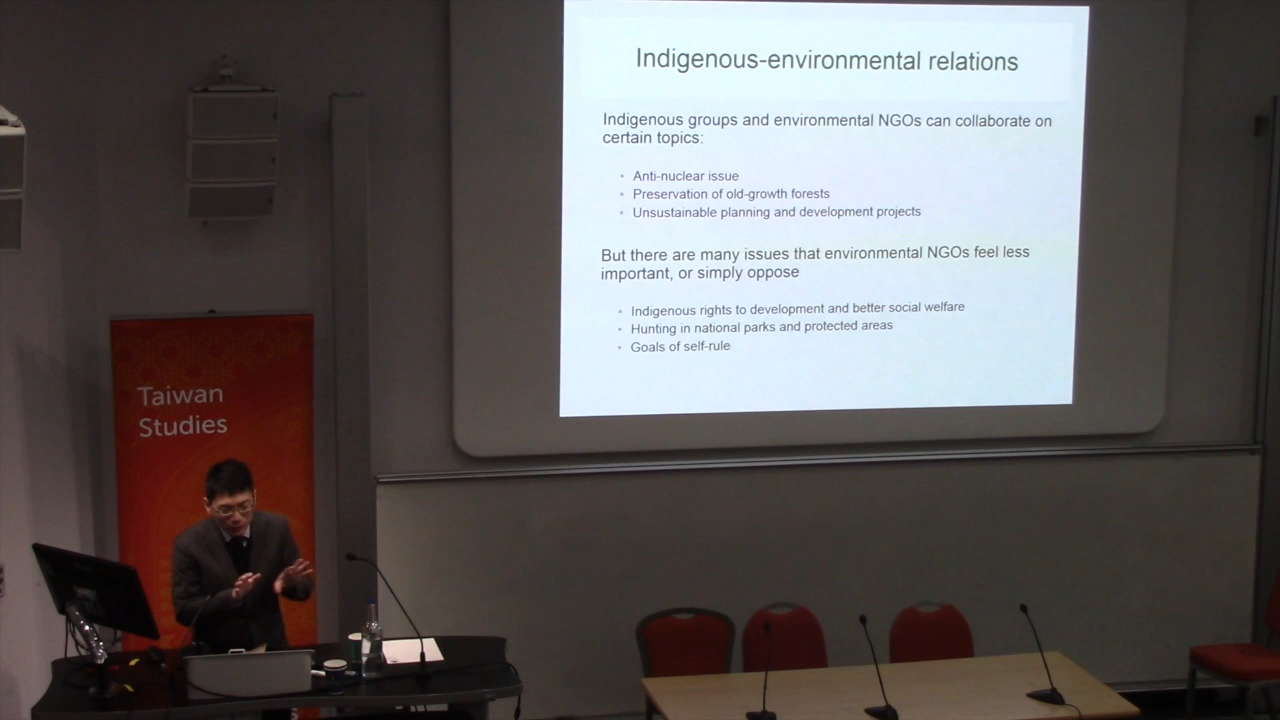 Indigenous-environmental relations
Indigenous groups and environmental NGOs can collaborate on
certain topics:
• Anti-nuclear issue
• Preservation of old-growth forests
• Unsustainable planning and development projects
But there are many issues that environmental NGOs feel less
important, or simply oppose
• Indigenous rights to development and better social welfare
• Hunting in national parks and protected areas
• Goals of self-rule
Taiwan
Studies